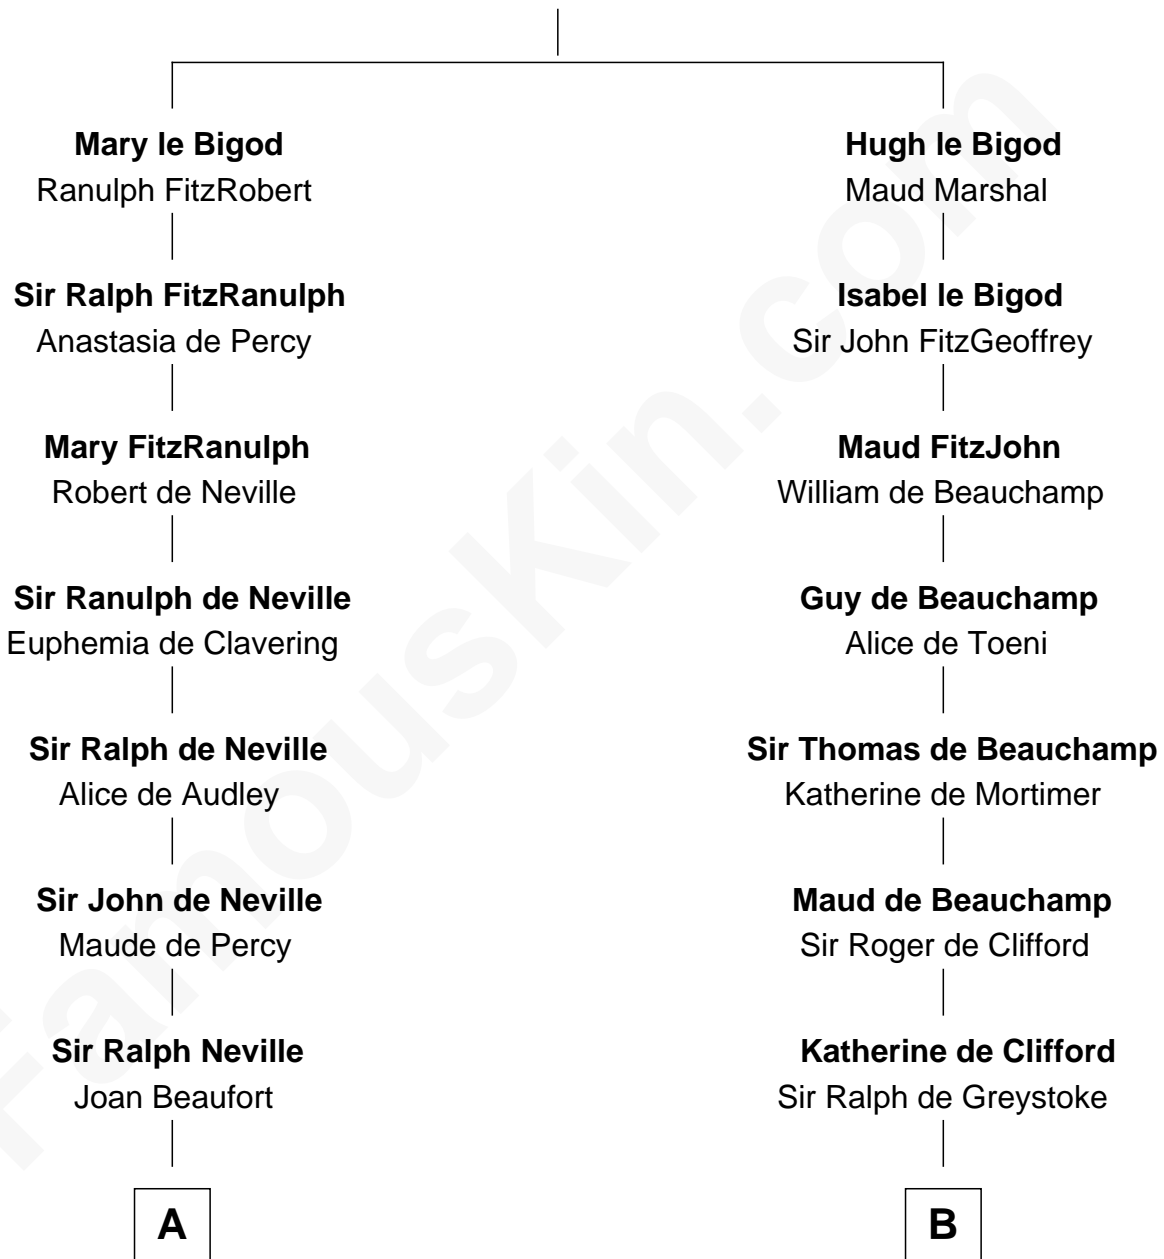 Mary le Bigod
Ranulph FitzRobert
Sir Ralph FitzRanulph
Anastasia de Percy
Mary FitzRanulph
Robert de Neville
Sir Ranulph de Neville
Euphemia de Clavering
Sir Ralph de Neville
Alice de Audley
Sir John de Neville
Maude de Percy
Sir Ralph Neville
Joan Beaufort
A
Hugh le Bigod
Maud Marshal
Isabel le Bigod
Sir John FitzGeoffrey
Maud FitzJohn
William de Beauchamp
Guy de Beauchamp
Alice de Toeni
Sir Thomas de Beauchamp
Katherine de Mortimer
Maud de Beauchamp
Sir Roger de Clifford
Katherine de Clifford
Sir Ralph de Greystoke
B
FamousKin.com